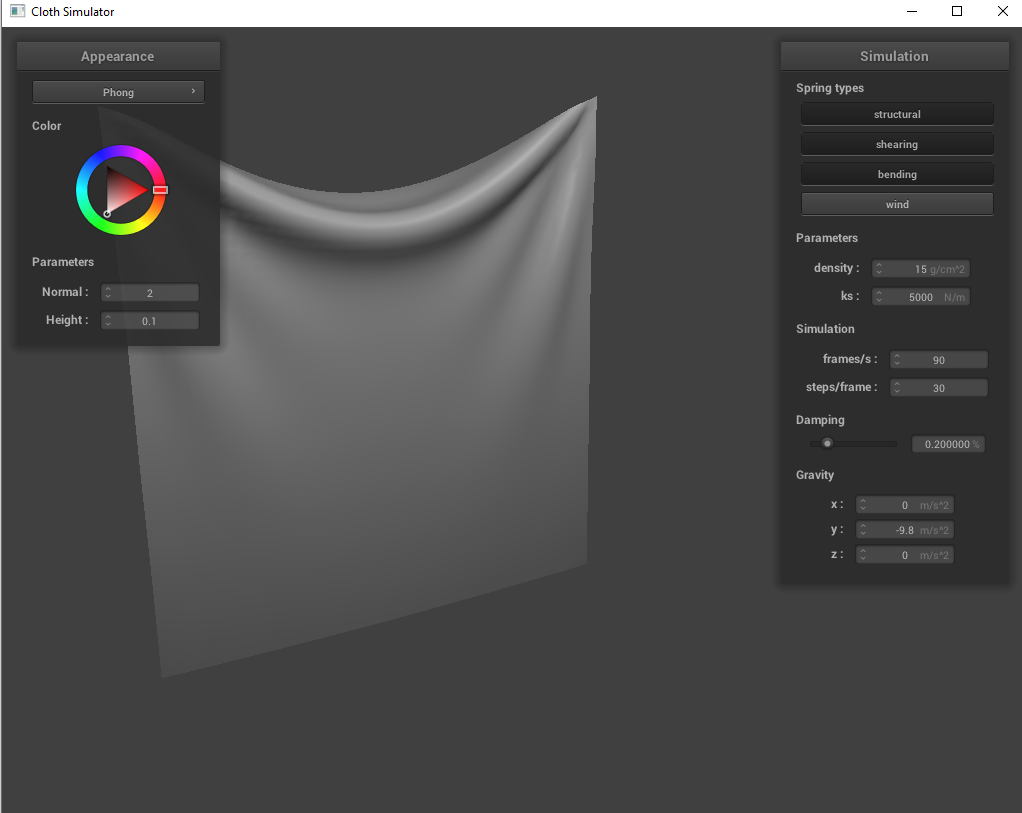 Cloth Simulator
Appearance
Phong
Color
Parameters
Normal : 2
Height : 0.1
Simulation
Spring types
structural
shearing
bending
wind
Parameters
density : 15 g/cm^2
ks : 5000 N/m
Simulation
frames/s : 90
steps/frame : 30
Damping
0.200000 %
Gravity
x : 0 m/s^2
y : -9.8 m/s^2
z : 0 m/s^2